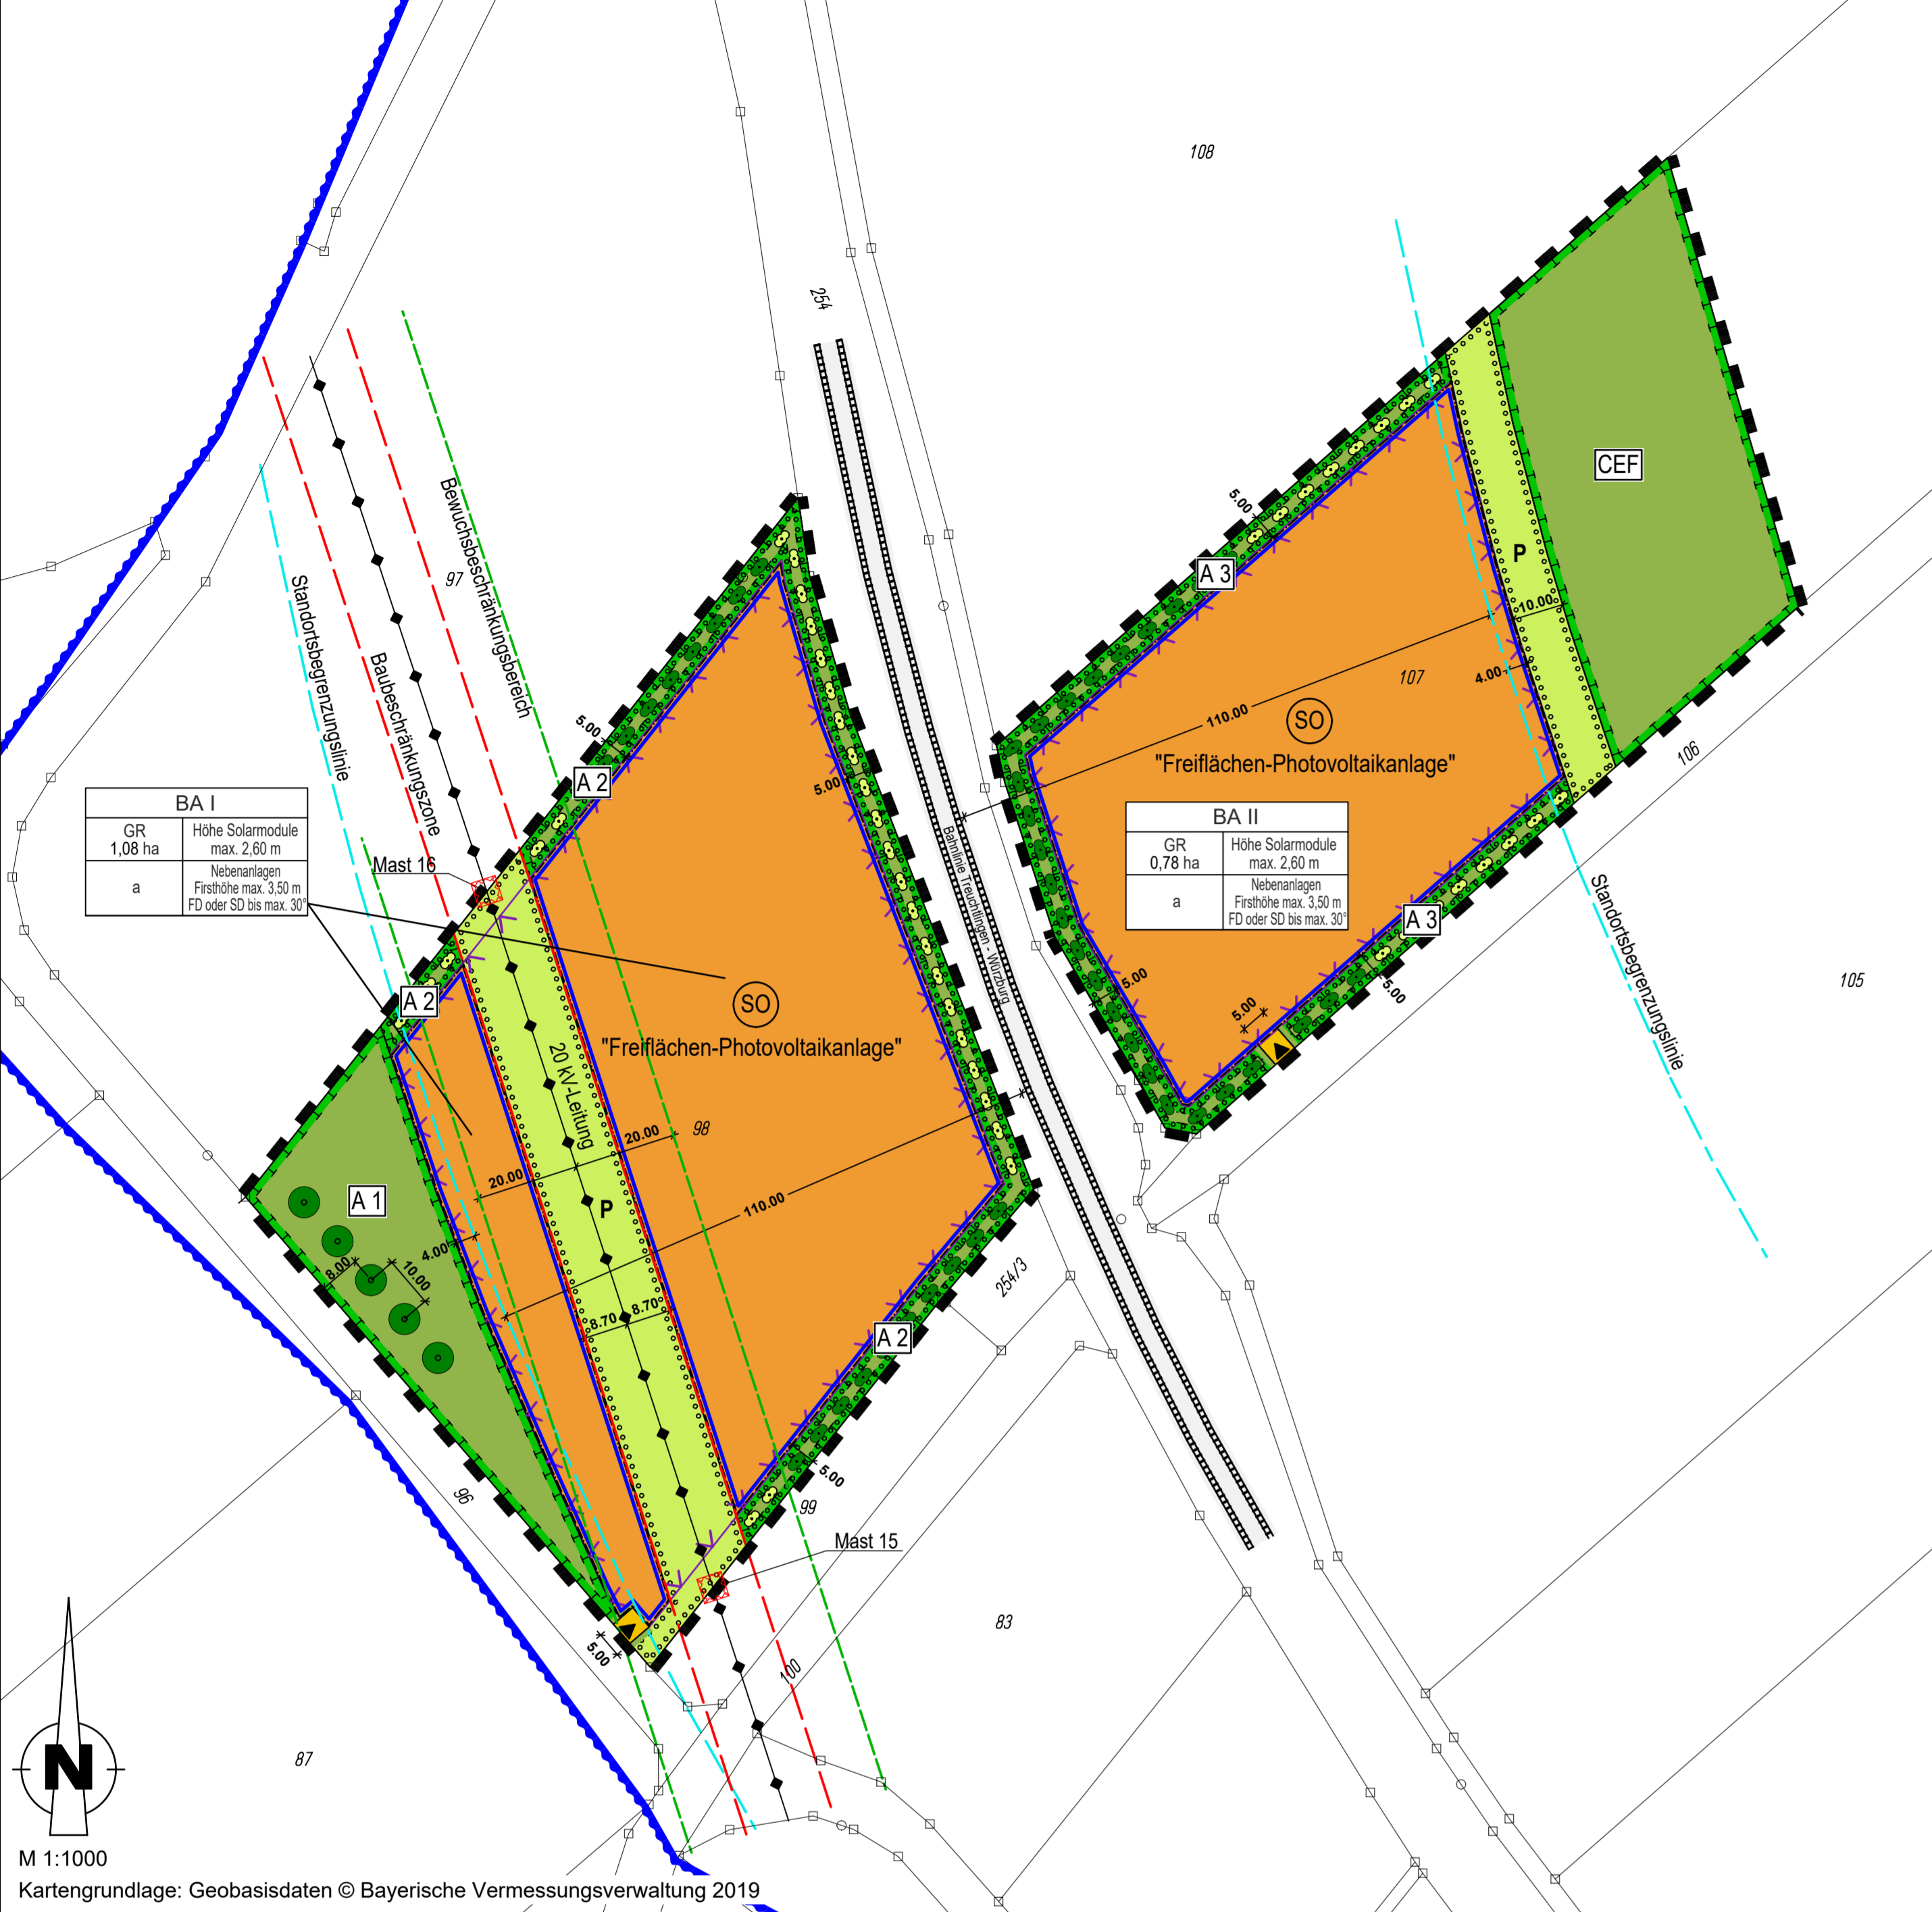 108
254
CEF
Bewuchsbeschränkungsbereich
97
5.00
P
A 3
Standortsbegrenzungslinie
10.00
Baubeschränkungszone
4.00
107
110.00
SO
"Freiflächen-Photovoltaikanlage"
5.00
A 2
5.00
106
BA I
GR
1,08 ha
Höhe Solarmodule
max. 2,60 m
a
Nebenanlagen
Firsthöhe max. 3,50 m
FD oder SD bis max. 30°
Mast 16
BA II
GR
0,78 ha
Höhe Solarmodule
max. 2,60 m
a
Nebenanlagen
Firsthöhe max. 3,50 m
FD oder SD bis max. 30°
Bahnlinie Treuchtlingen - Würzburg
A 3
Standortsbegrenzungslinie
105
A 2
5.00
5.00
5.00
SO
"Freiflächen-Photovoltaikanlage"
20 kV-Leitung
20.00
98
20.00
A 1
P
110.00
4.00
8.00
10.00
254/3
8.70
8.70
A 2
5.00
96
99
Mast 15
5.00
100
83
87
N
M 1:1000
Kartengrundlage: Geobasisdaten © Bayerische Vermessungsverwaltung 2019